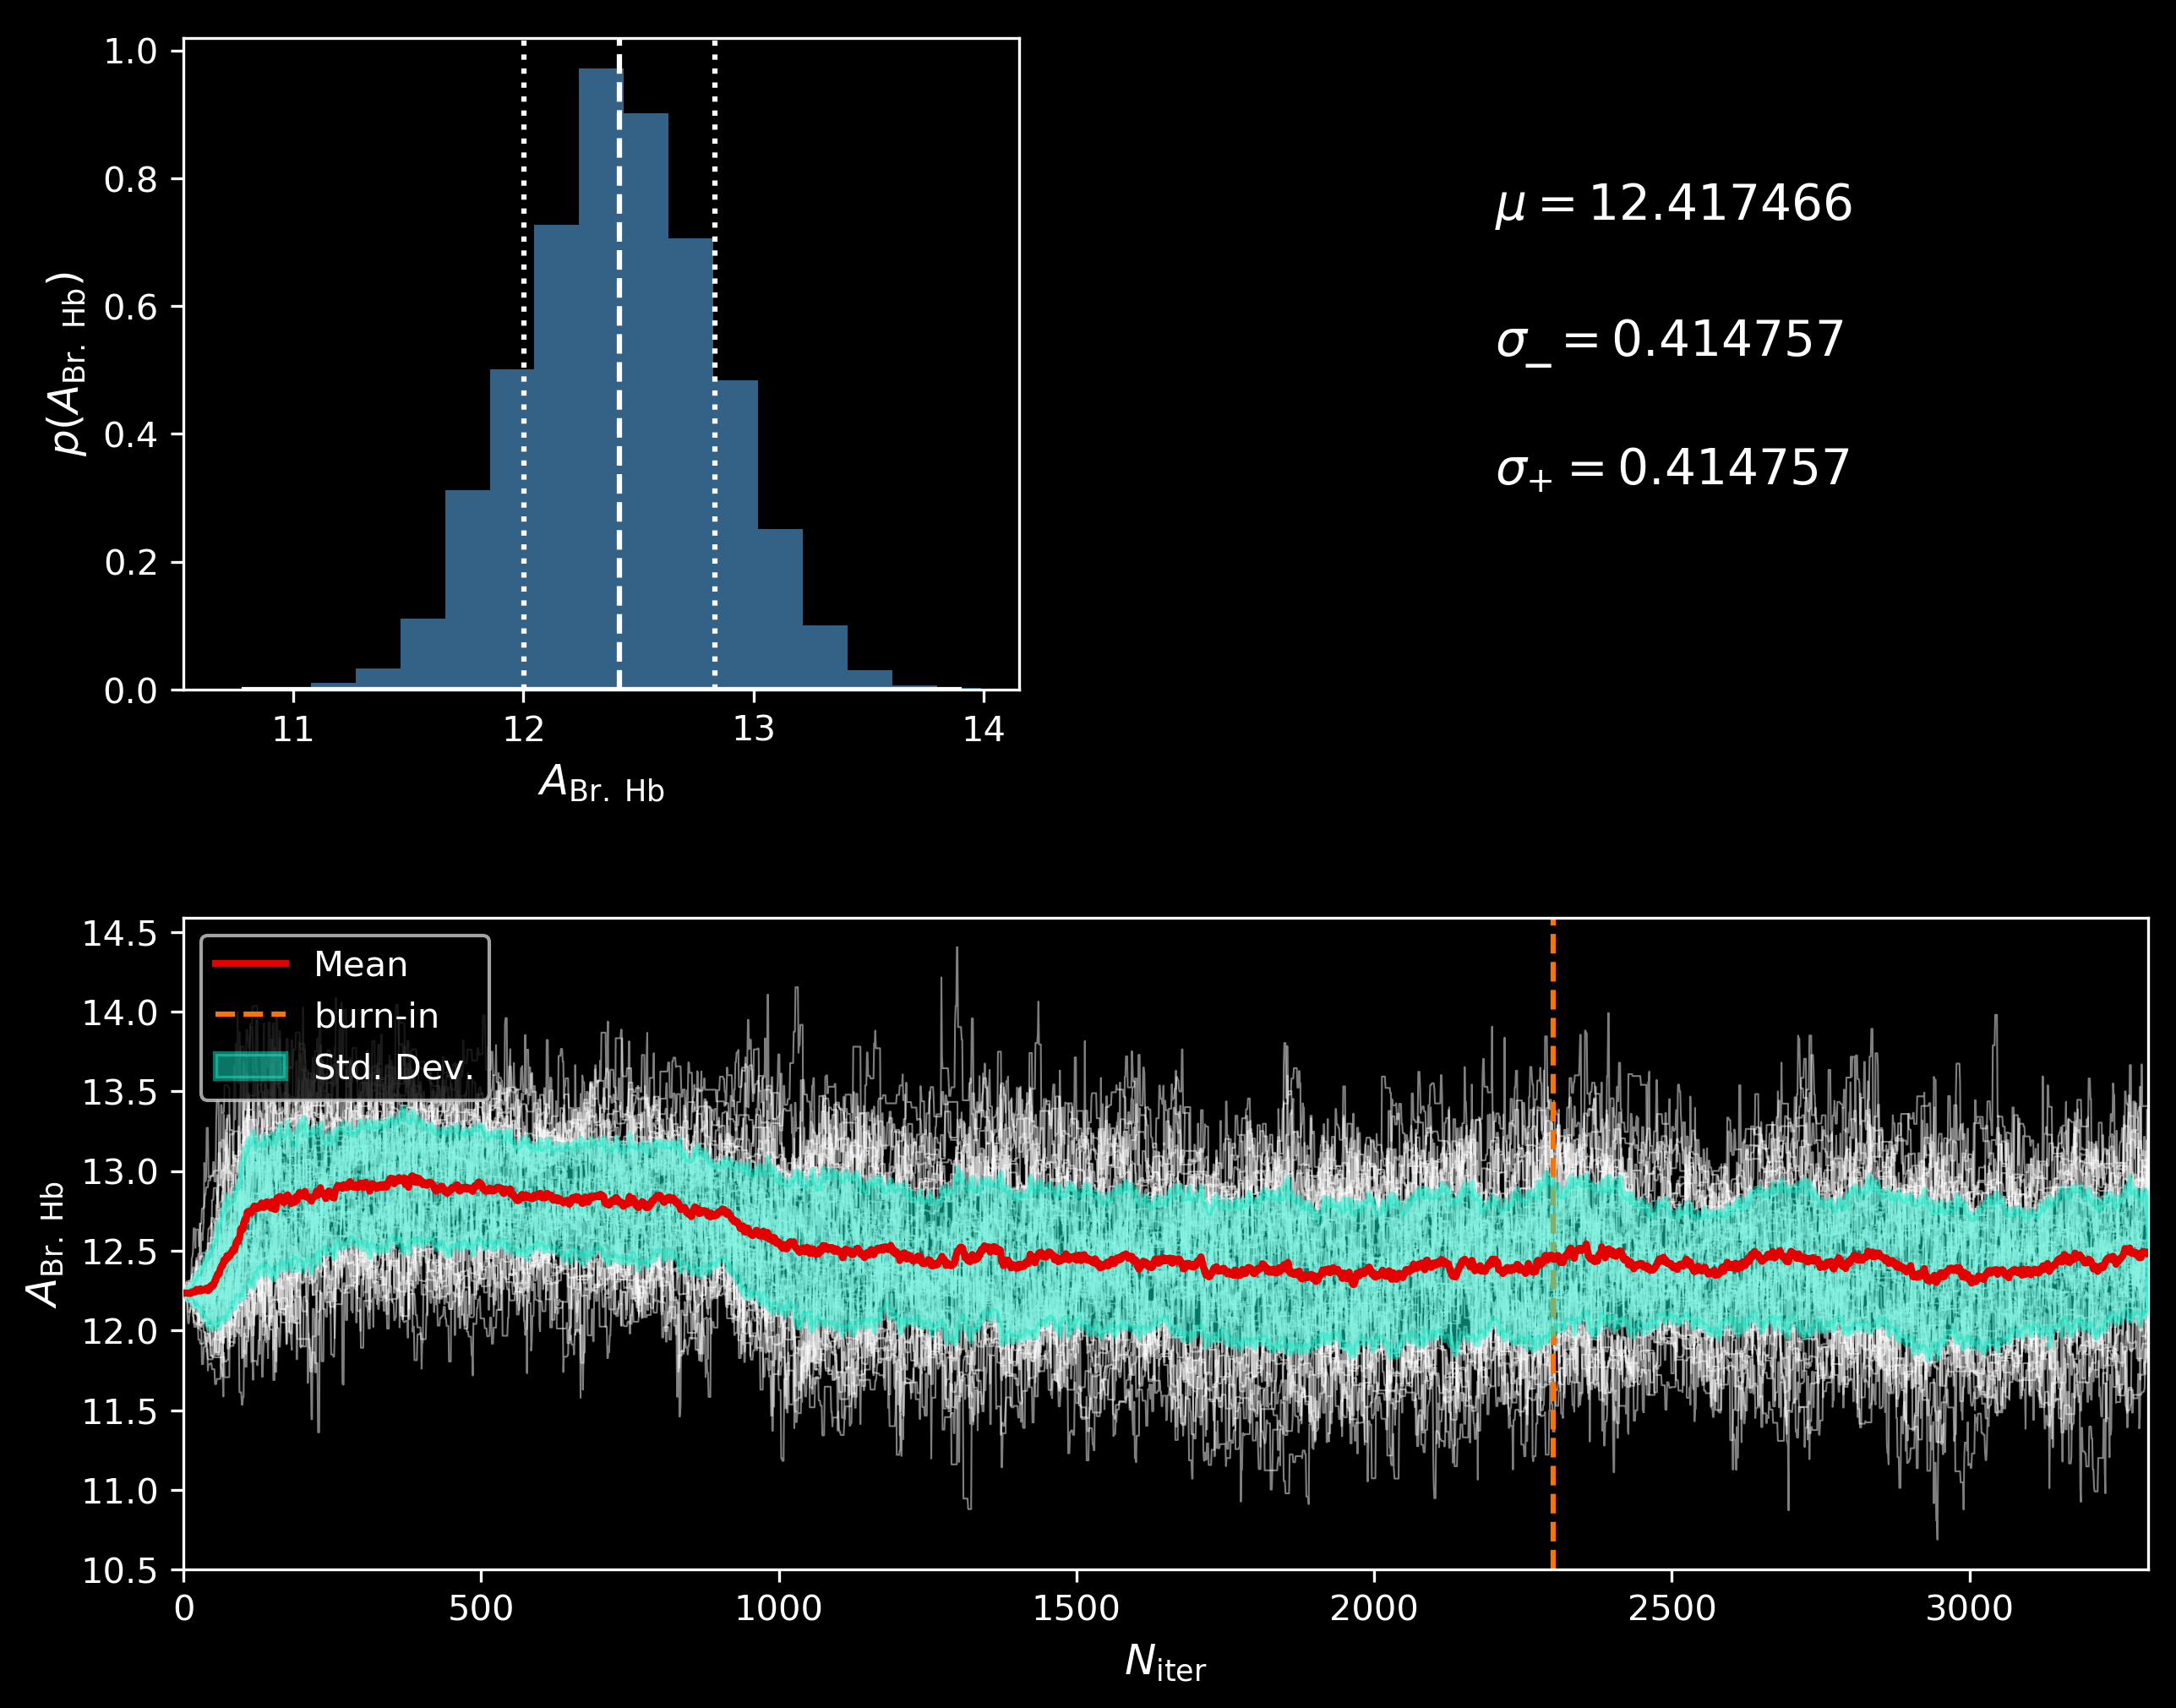 1.0
0.8
0.6
0.4
0.2
0.0
p(A_Br. Hb)
11 12 13 14
A_Br. Hb
μ = 12.417466
σ_− = 0.414757
σ_+ = 0.414757
14.5
14.0
13.5
13.0
12.5
12.0
11.5
11.0
10.5
A_Br. Hb
Mean
burn-in
Std. Dev.
0 500 1000 1500 2000 2500 3000
N_iter